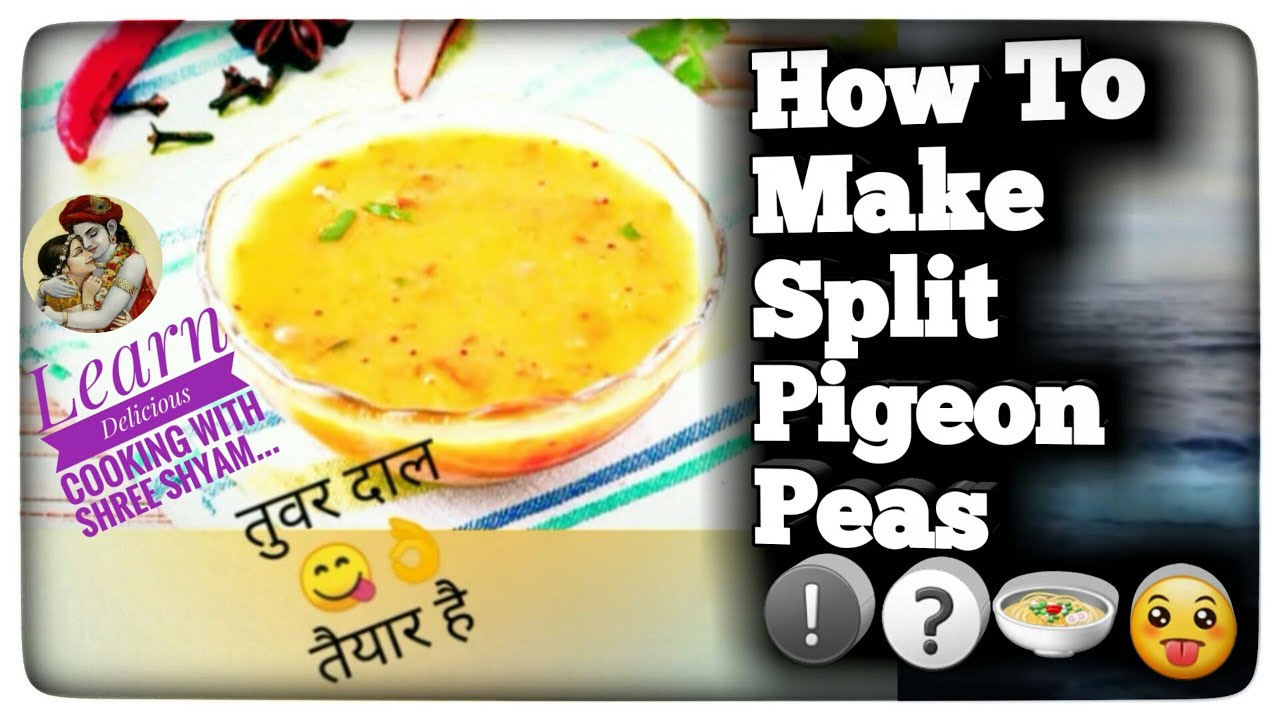 How To
Make
Split
Pigeon
Peas
Learn
Delicious
COOKING WITH
SHREE SHYAM...
तुवर दाल
तैयार है